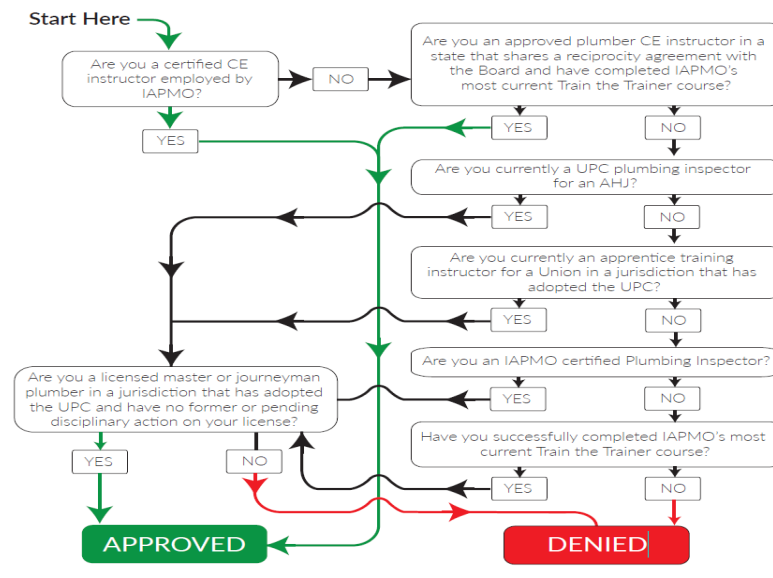 Start Here
Are you a certified CE
instructor employed by
IAPMO?
NO
YES
Are you an approved plumber CE instructor in a
state that shares a reciprocity agreement with
the Board and have completed IAPMO's
most current Train the Trainer course?
YES
NO
Are you currently a UPC plumbing inspector
for an AHJ?
YES
NO
Are you currently an apprentice training
instructor for a Union in a jurisdiction that has
adopted the UPC?
YES
NO
Are you an IAPMO certified Plumbing Inspector?
YES
NO
Have you successfully completed IAPMO's most
current Train the Trainer course?
YES
NO
Are you a licensed master or journeyman
plumber in a jurisdiction that has adopted
the UPC and have no former or pending
disciplinary action on your license?
YES
NO
APPROVED
DENIED